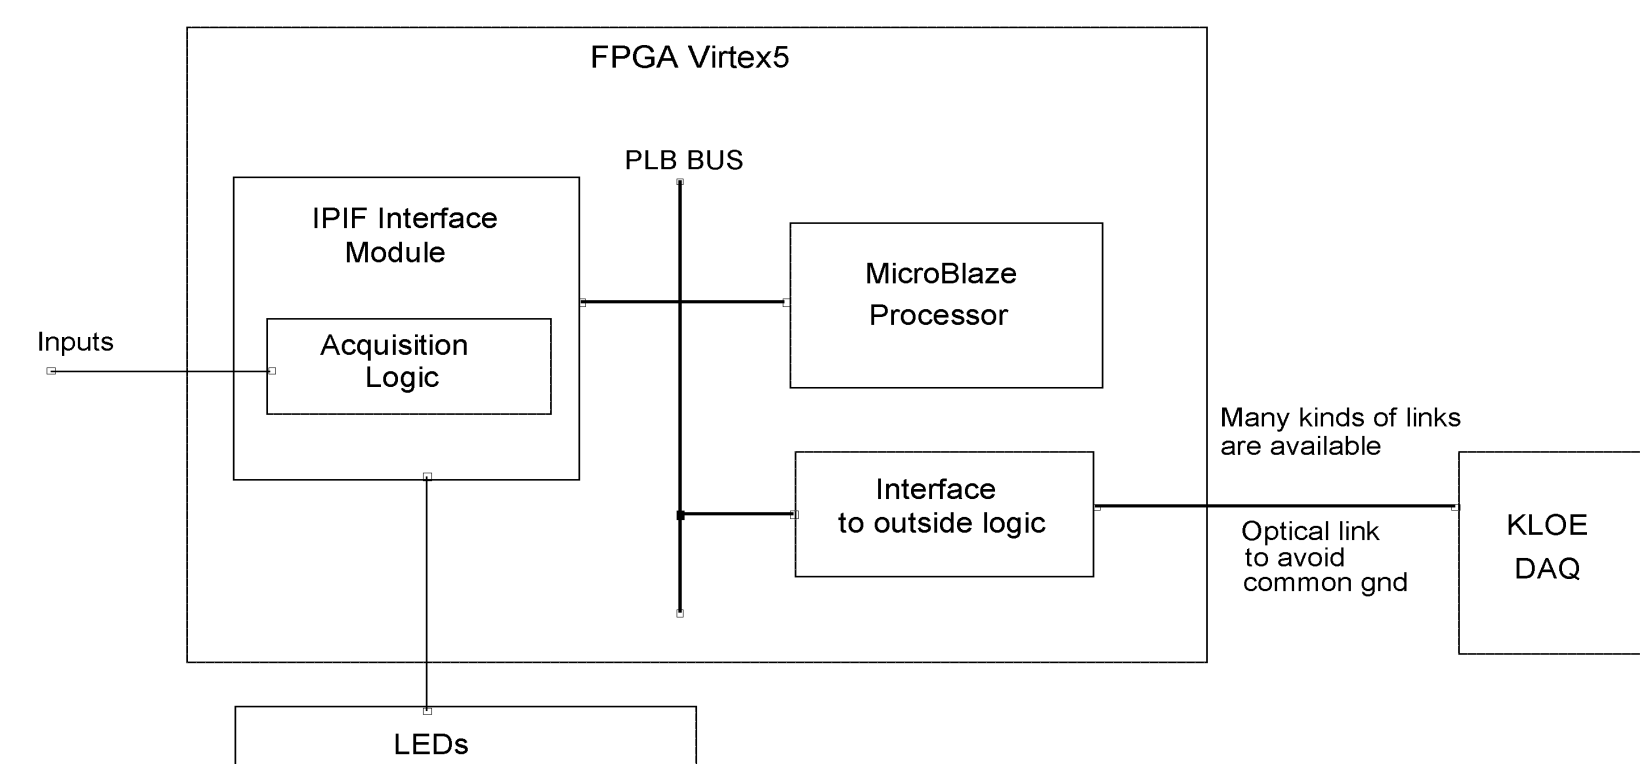 FPGA Virtex5
PLB BUS
IPIF Interface
Module
MicroBlaze
Processor
Inputs
Acquisition
Logic
Many kinds of links
are available
Interface
to outside logic
Optical link
to avoid
common gnd
KLOE
DAQ
LEDs